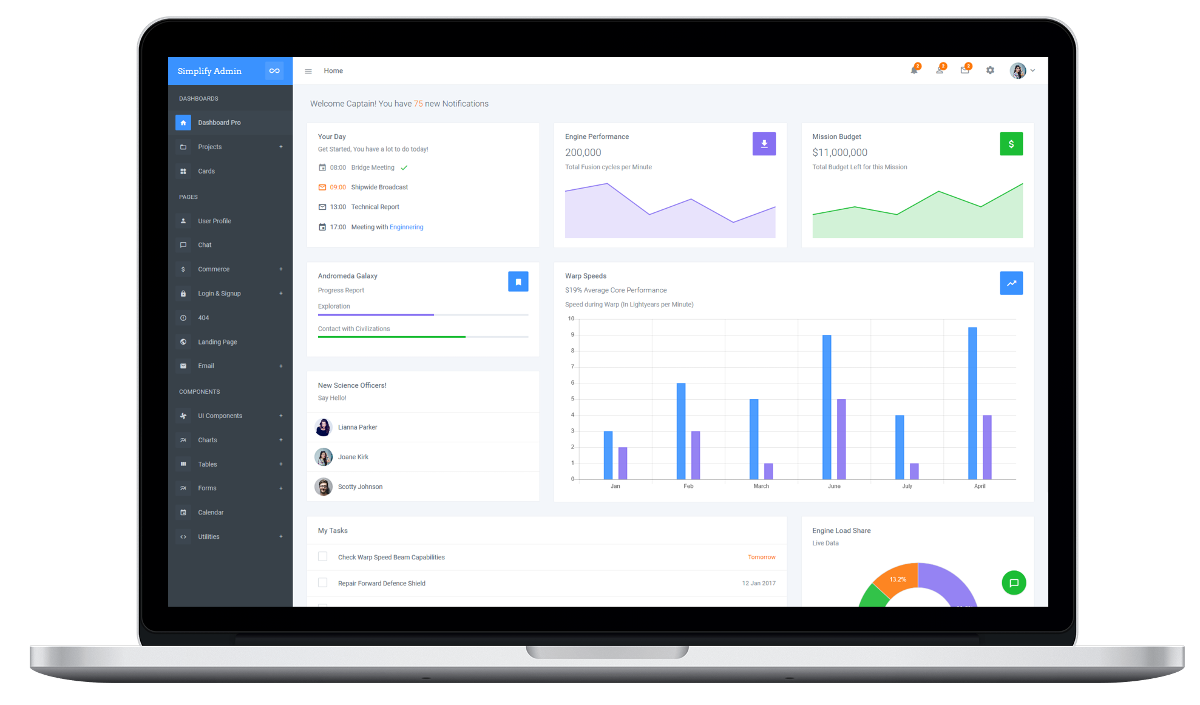 Simplify Admin
Home
DASHBOARDS
Dashboard Pro
Projects
Cards
PAGES
User Profile
Chat
Commerce
Login & Signup
404
Landing Page
Email
COMPONENTS
UI Components
Charts
Tables
Forms
Calendar
Utilities
Welcome Captain! You have 75 new Notifications
Your Day
Get Started, You have a lot to do today!
08:00 Bridge Meeting
09:00 Shipwide Broadcast
13:00 Technical Report
17:00 Meeting with Enginnering
Engine Performance
200,000
Total Fusion cycles per Minute
Mission Budget
$11,000,000
Total Budget Left for this Mission
Andromeda Galaxy
Progress Report
Exploration
Contact with Civilizations
New Science Officers!
Say Hello!
Lianna Parker
Joane Kirk
Scotty Johnson
Warp Speeds
$19% Average Core Performance
Speed during Warp (In Lightyears per Minute)
10
9
8
7
6
5
4
3
2
1
0
Jan Feb March June July April
My Tasks
Check Warp Speed Beam Capabilities Tomorrow
Repair Forward Defence Shield 12 Jan 2017
Engine Load Share
Live Data
13.2%